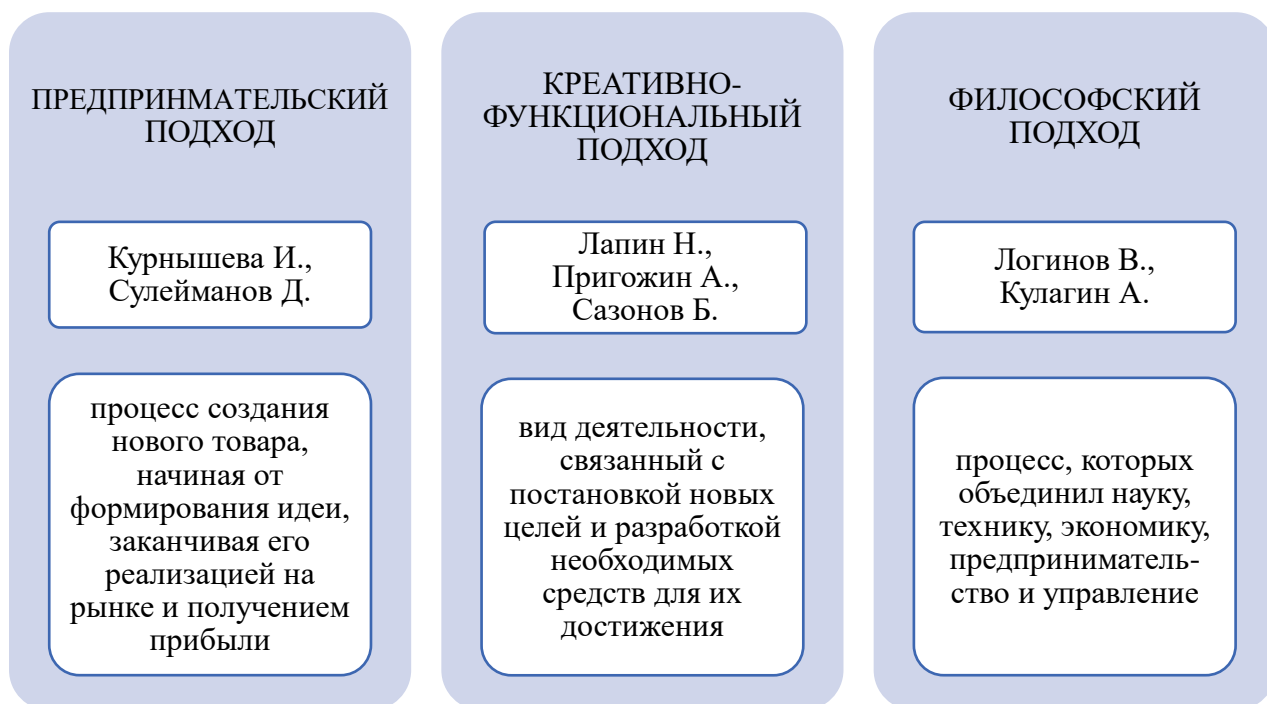 ПРЕДПРИНМАТЕЛЬСКИЙ
ПОДХОД
Курнышева И.,
Сулейманов Д.
процесс создания
нового товара,
начиная от
формирования идеи,
заканчивая его
реализацией на
рынке и получением
прибыли
КРЕАТИВНО-
ФУНКЦИОНАЛЬНЫЙ
ПОДХОД
Лапин Н.,
Пригожин А.,
Сазонов Б.
вид деятельности,
связанный с
постановкой новых
целей и разработкой
необходимых
средств для их
достижения
ФИЛОСОФСКИЙ
ПОДХОД
Логинов В.,
Кулагин А.
процесс, которых
объединил науку,
технику, экономику,
предприниматель-
ство и управление